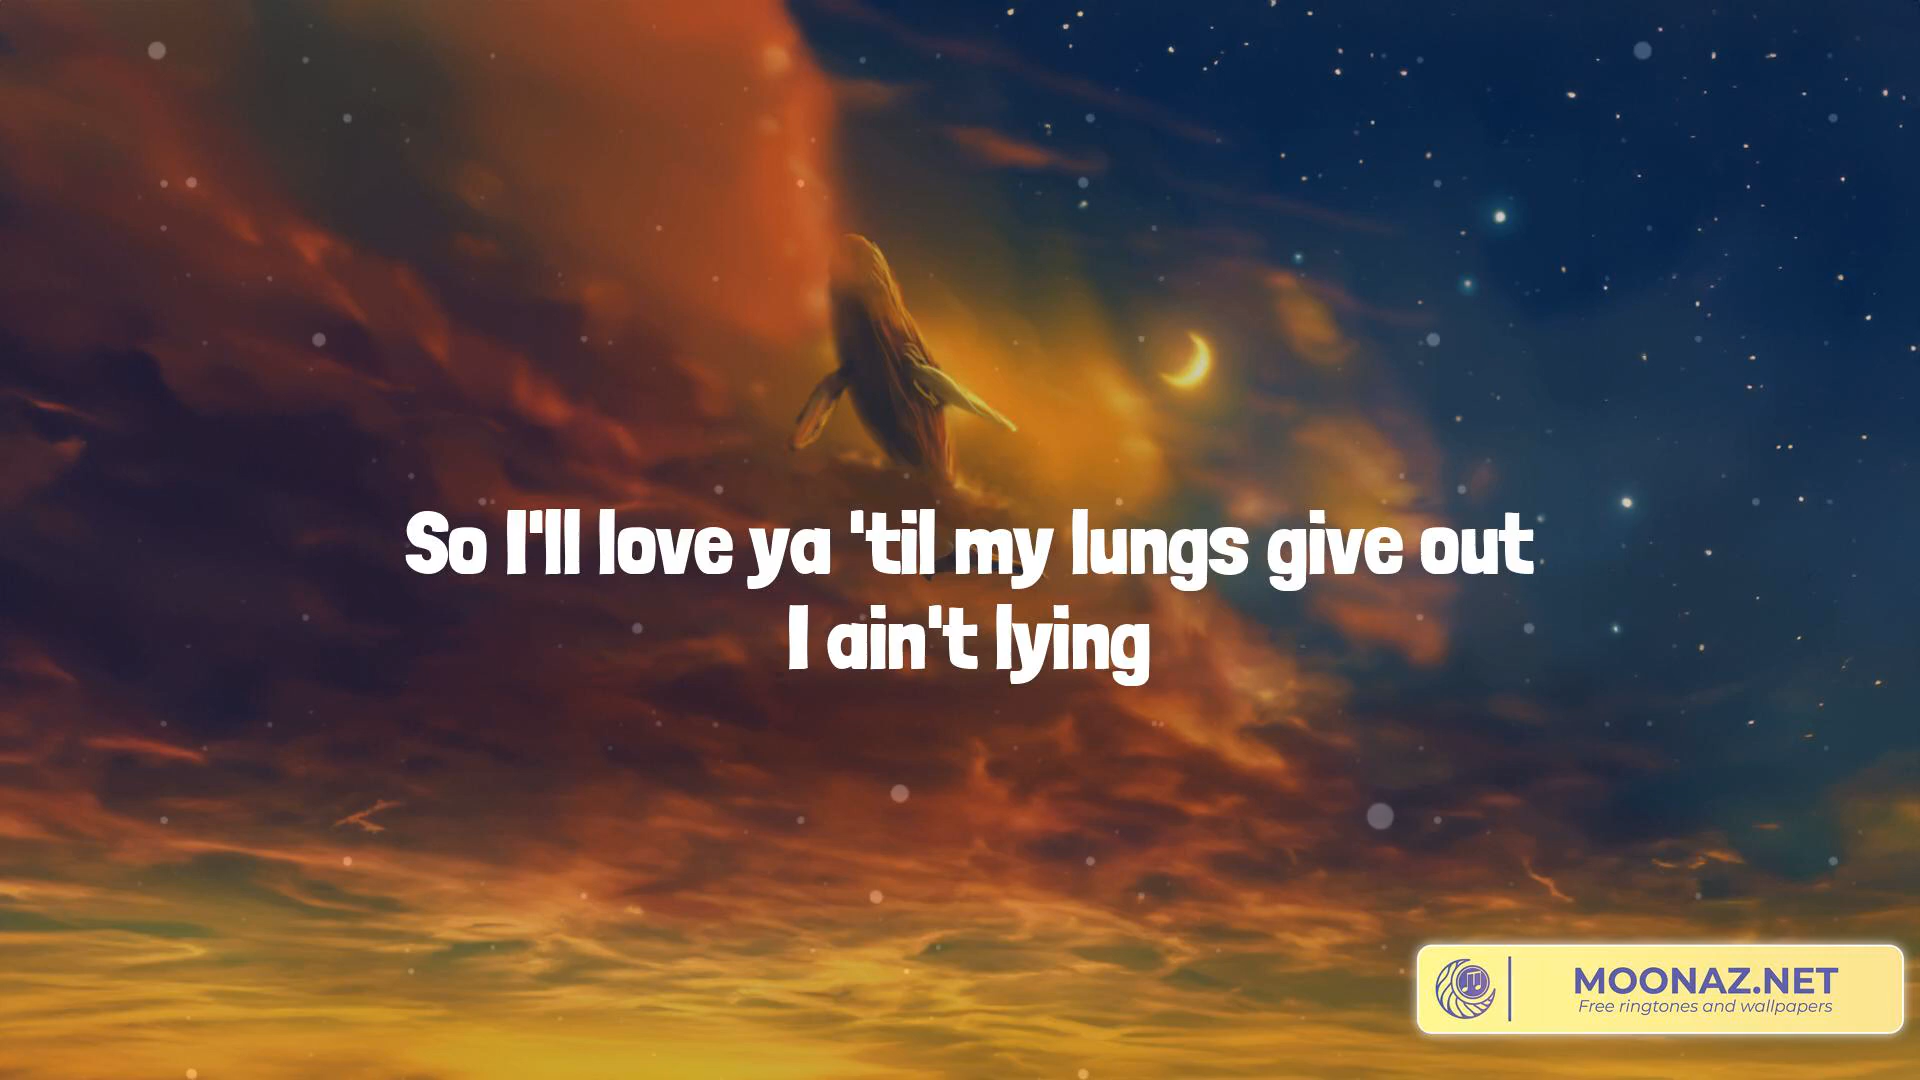 So I'll love ya 'til my lungs give out
I ain't lying
MOONAZ.NET
Free ringtones and wallpapers